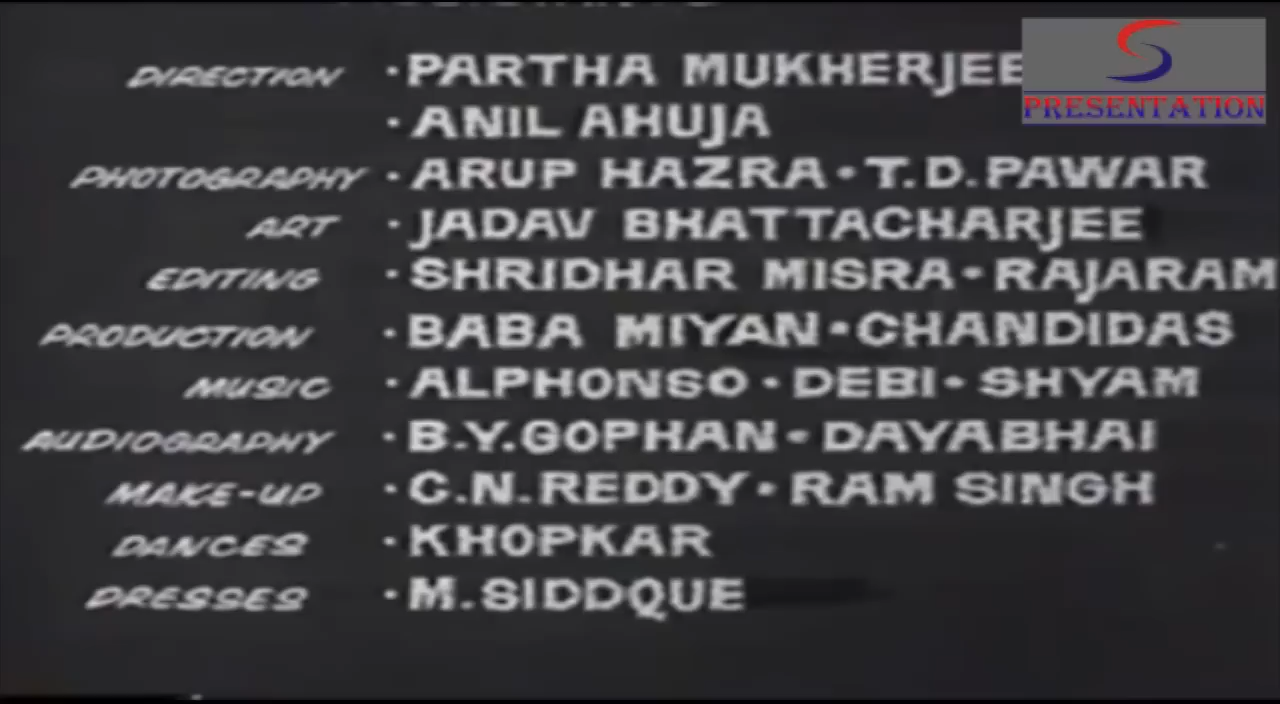 DIRECTION · PARTHA MUKHERJEE
· ANIL AHUJA
PHOTOGRAPHY · ARUP HAZRA · T.D. PAWAR
ART · JADAV BHATTACHARJEE
EDITING · SHRIDHAR MISRA · RAJARAM
PRODUCTION · BABA MIYAN · CHANDIDAS
MUSIC · ALPHONSO · DEBI · SHYAM
AUDIOGRAPHY · B.Y. GOPHAN · DAYABHAI
MAKE-UP · C.N. REDDY · RAM SINGH
DANCES · KHOPKAR
DRESSES · M. SIDDQUE
S
PRESENTATION